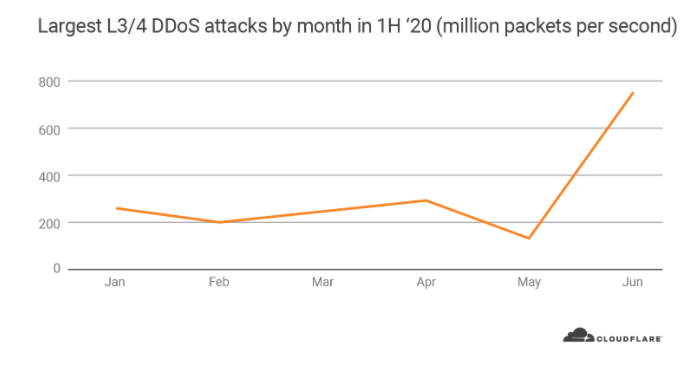 Largest L3/4 DDoS attacks by month in 1H ‘20 (million packets per second)
800
600
400
200
0
Jan Feb Mar Apr May Jun
CLOUDFLARE